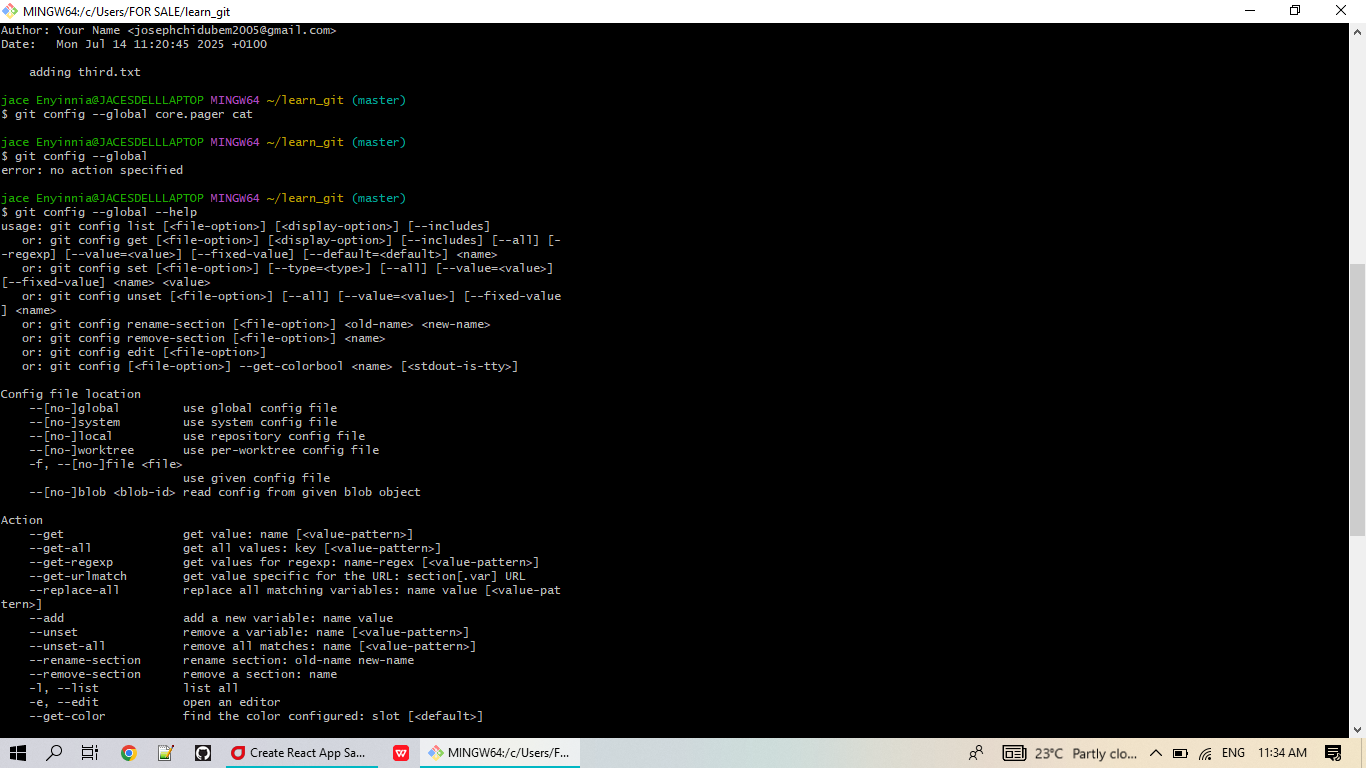 MINGW64:/c/Users/FOR SALE/learn_git
Author: Your Name <josephchidubem2005@gmail.com>
Date:   Mon Jul 14 11:20:45 2025 +0100
    adding third.txt
jace Enyinnia@JACESDELLLAPTOP MINGW64 ~/learn_git (master)
$ git config --global core.pager cat
jace Enyinnia@JACESDELLLAPTOP MINGW64 ~/learn_git (master)
$ git config --global
error: no action specified
jace Enyinnia@JACESDELLLAPTOP MINGW64 ~/learn_git (master)
$ git config --global --help
usage: git config list [<file-option>] [<display-option>] [--includes]
   or: git config get [<file-option>] [<display-option>] [--includes] [--all] [-
-regexp] [--value=<value>] [--fixed-value] [--default=<default>] <name>
   or: git config set [<file-option>] [--type=<type>] [--all] [--value=<value>]
[--fixed-value] <name> <value>
   or: git config unset [<file-option>] [--all] [--value=<value>] [--fixed-value
] <name>
   or: git config rename-section [<file-option>] <old-name> <new-name>
   or: git config remove-section [<file-option>] <name>
   or: git config edit [<file-option>]
   or: git config [<file-option>] --get-colorbool <name> [<stdout-is-tty>]
Config file location
    --[no-]global         use global config file
    --[no-]system         use system config file
    --[no-]local          use repository config file
    --[no-]worktree       use per-worktree config file
    -f, --[no-]file <file>
                          use given config file
    --[no-]blob <blob-id> read config from given blob object
Action
    --get                 get value: name [<value-pattern>]
    --get-all             get all values: key [<value-pattern>]
    --get-regexp          get values for regexp: name-regex [<value-pattern>]
    --get-urlmatch        get value specific for the URL: section[.var] URL
    --replace-all         replace all matching variables: name value [<value-pat
tern>]
    --add                 add a new variable: name value
    --unset               remove a variable: name [<value-pattern>]
    --unset-all           remove all matches: name [<value-pattern>]
    --rename-section      rename section: old-name new-name
    --remove-section      remove a section: name
    -l, --list            list all
    -e, --edit            open an editor
    --get-color           find the color configured: slot [<default>]
Create React App Sa... MINGW64:/c/Users/F... 23°C Partly clo... ENG 11:34 AM